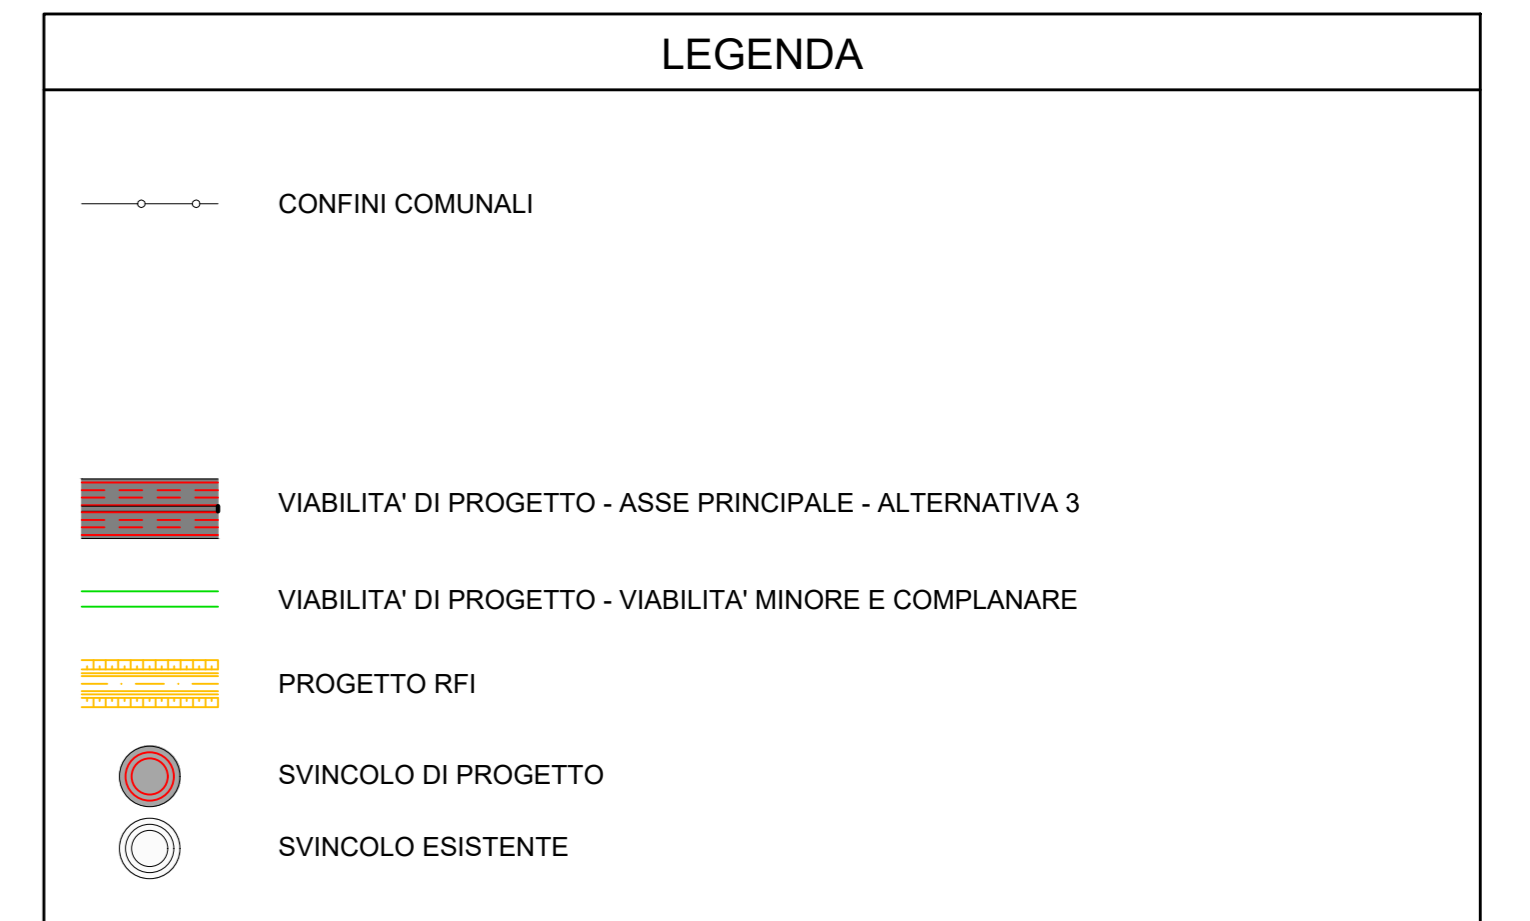 LEGENDA
CONFINI COMUNALI
VIABILITA' DI PROGETTO - ASSE PRINCIPALE - ALTERNATIVA 3
VIABILITA' DI PROGETTO - VIABILITA' MINORE E COMPLANARE
PROGETTO RFI
SVINCOLO DI PROGETTO
SVINCOLO ESISTENTE